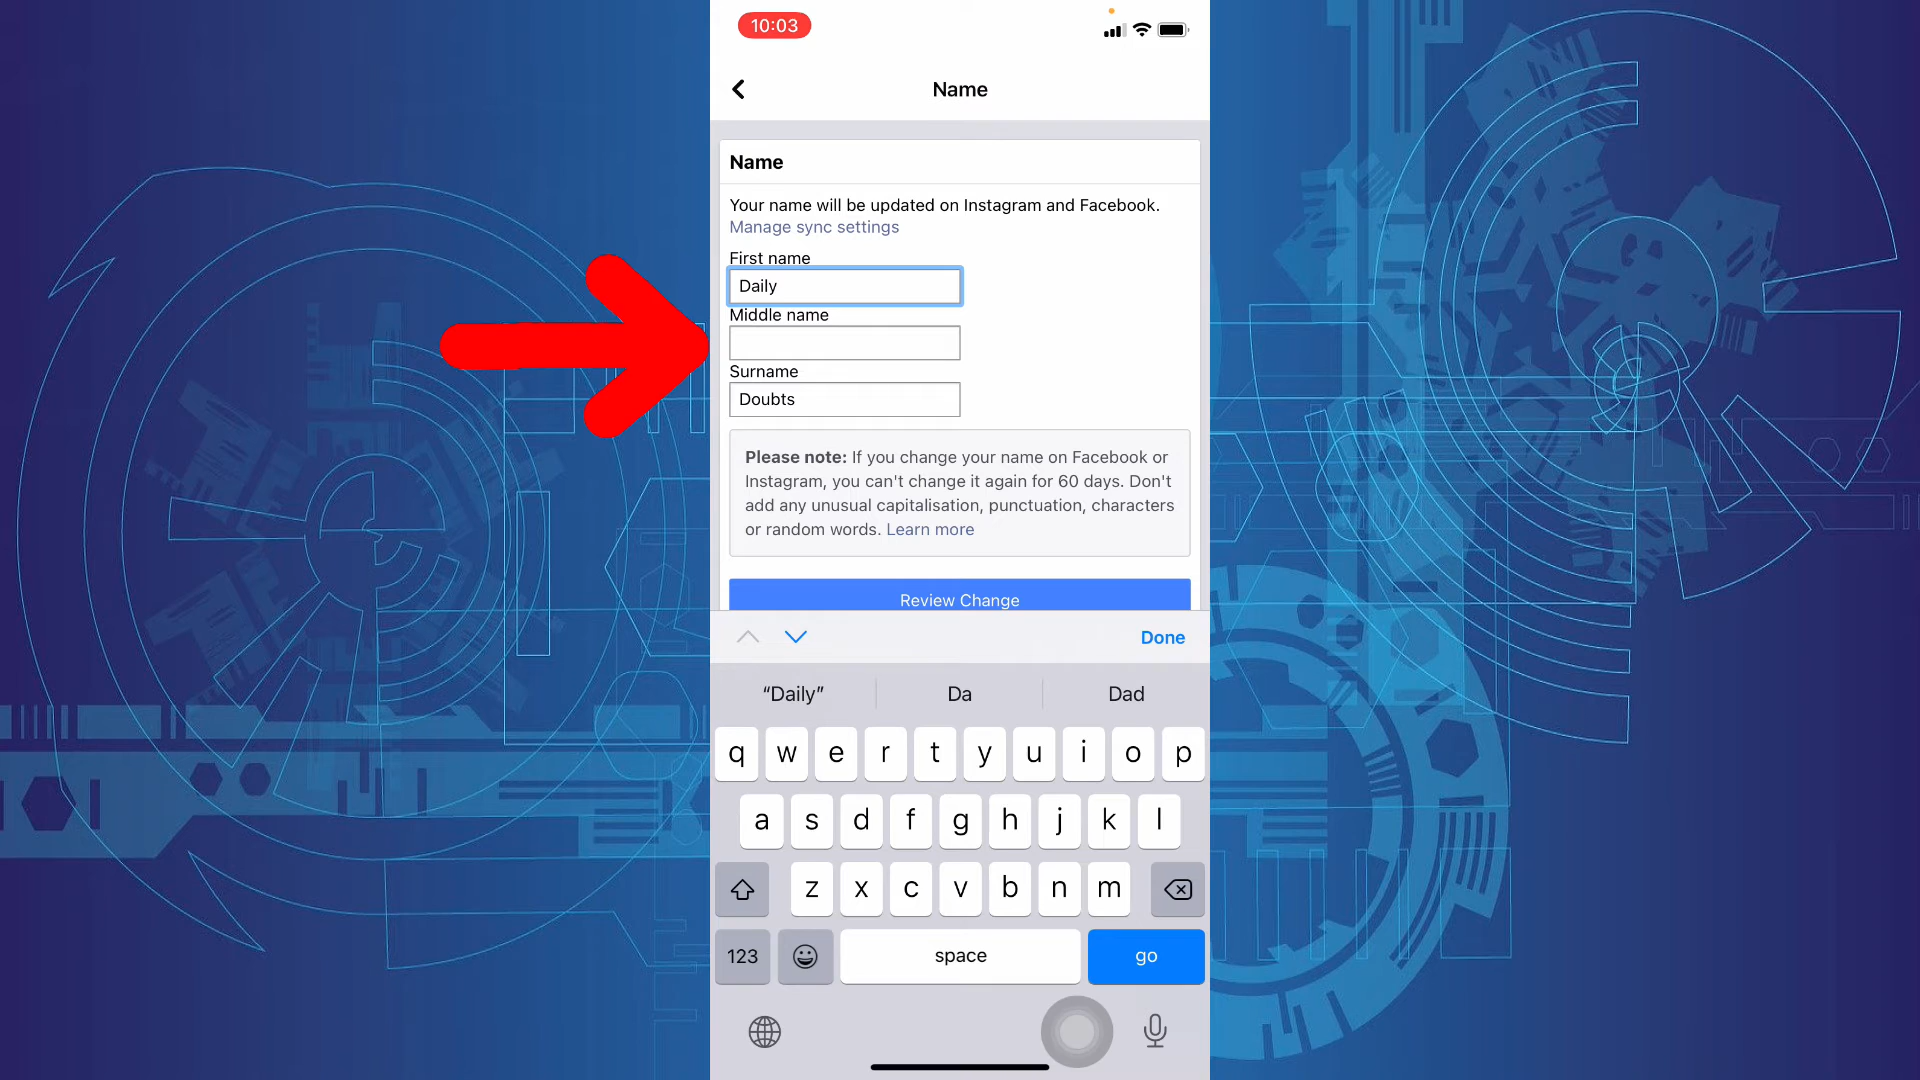 10:03
Name
Name
Your name will be updated on Instagram and Facebook.
Manage sync settings
First name
Daily
Middle name
Surname
Doubts
Please note: If you change your name on Facebook or
Instagram, you can't change it again for 60 days. Don't
add any unusual capitalisation, punctuation, characters
or random words. Learn more
Review Change
Done
“Daily” Da Dad
q w e r t y u i o p
a s d f g h j k l
z x c v b n m
123 space go